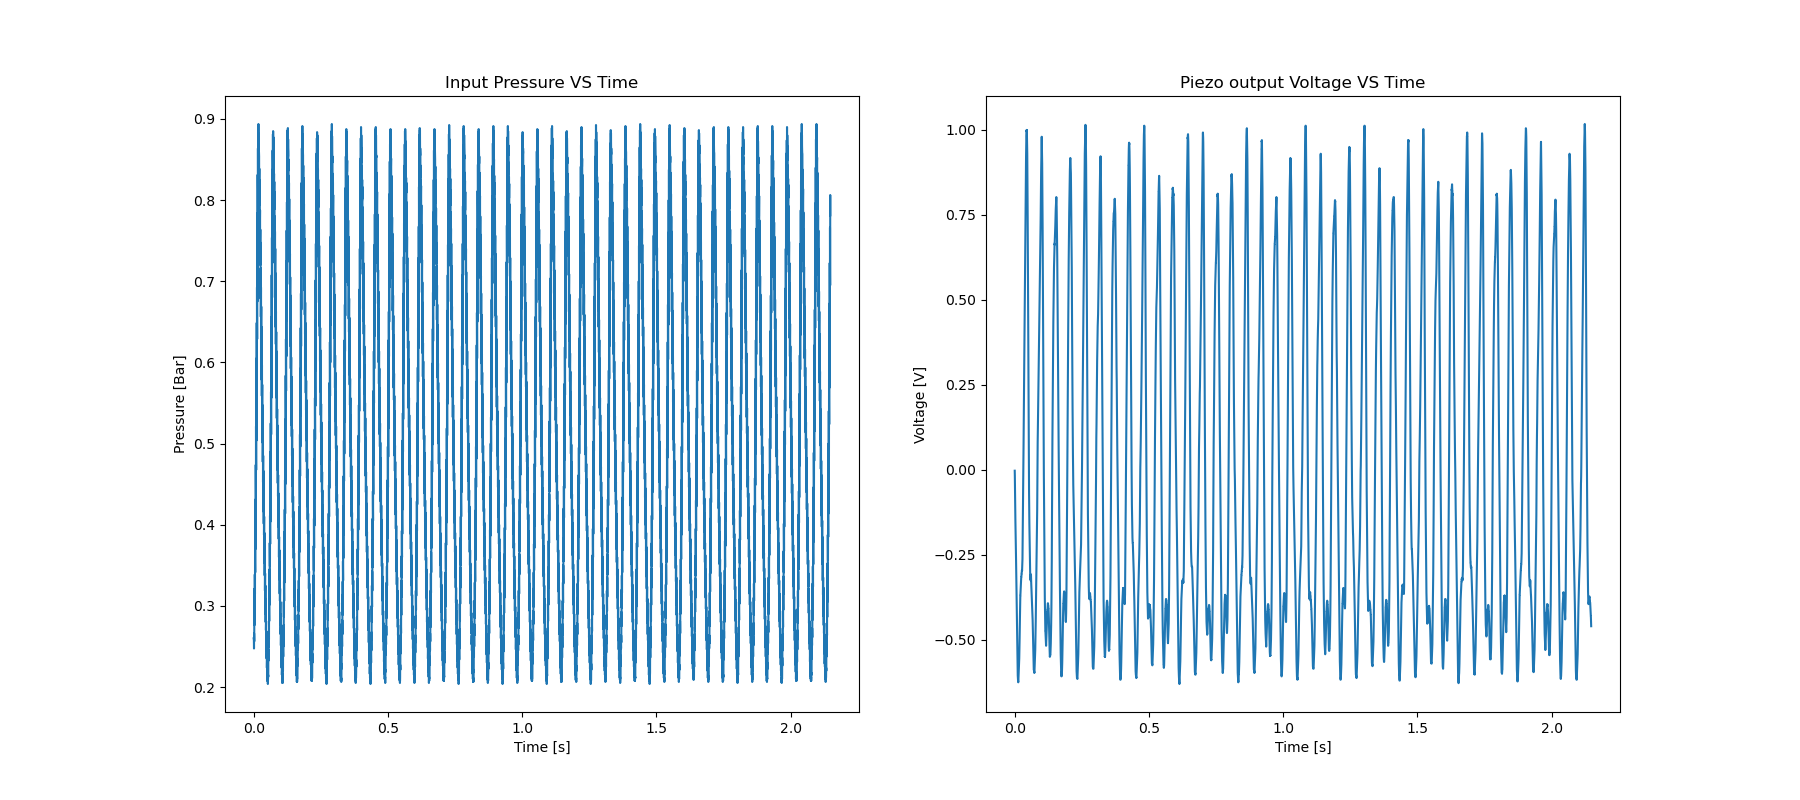 Input Pressure VS Time
Pressure [Bar]
0.9
0.8
0.7
0.6
0.5
0.4
0.3
0.2
0.0 0.5 1.0 1.5 2.0
Time [s]
Piezo output Voltage VS Time
Voltage [V]
1.00
0.75
0.50
0.25
0.00
−0.25
−0.50
0.0 0.5 1.0 1.5 2.0
Time [s]